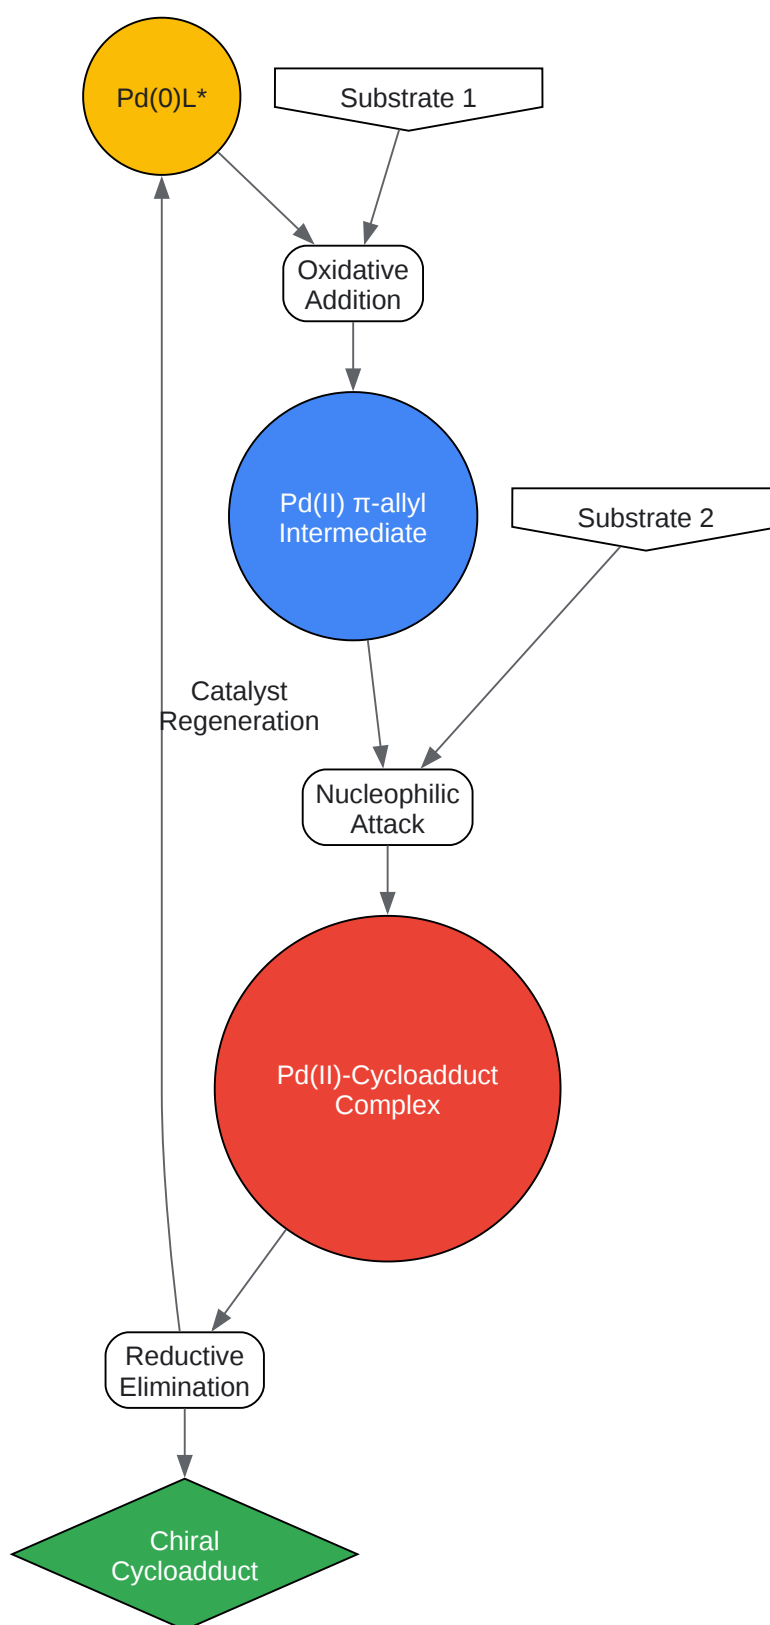 Pd(0)L*
Substrate 1
Oxidative
Addition
Pd(II) π-allyl
Intermediate
Substrate 2
Catalyst
Regeneration
Nucleophilic
Attack
Pd(II)-Cycloadduct
Complex
Reductive
Elimination
Chiral
Cycloadduct